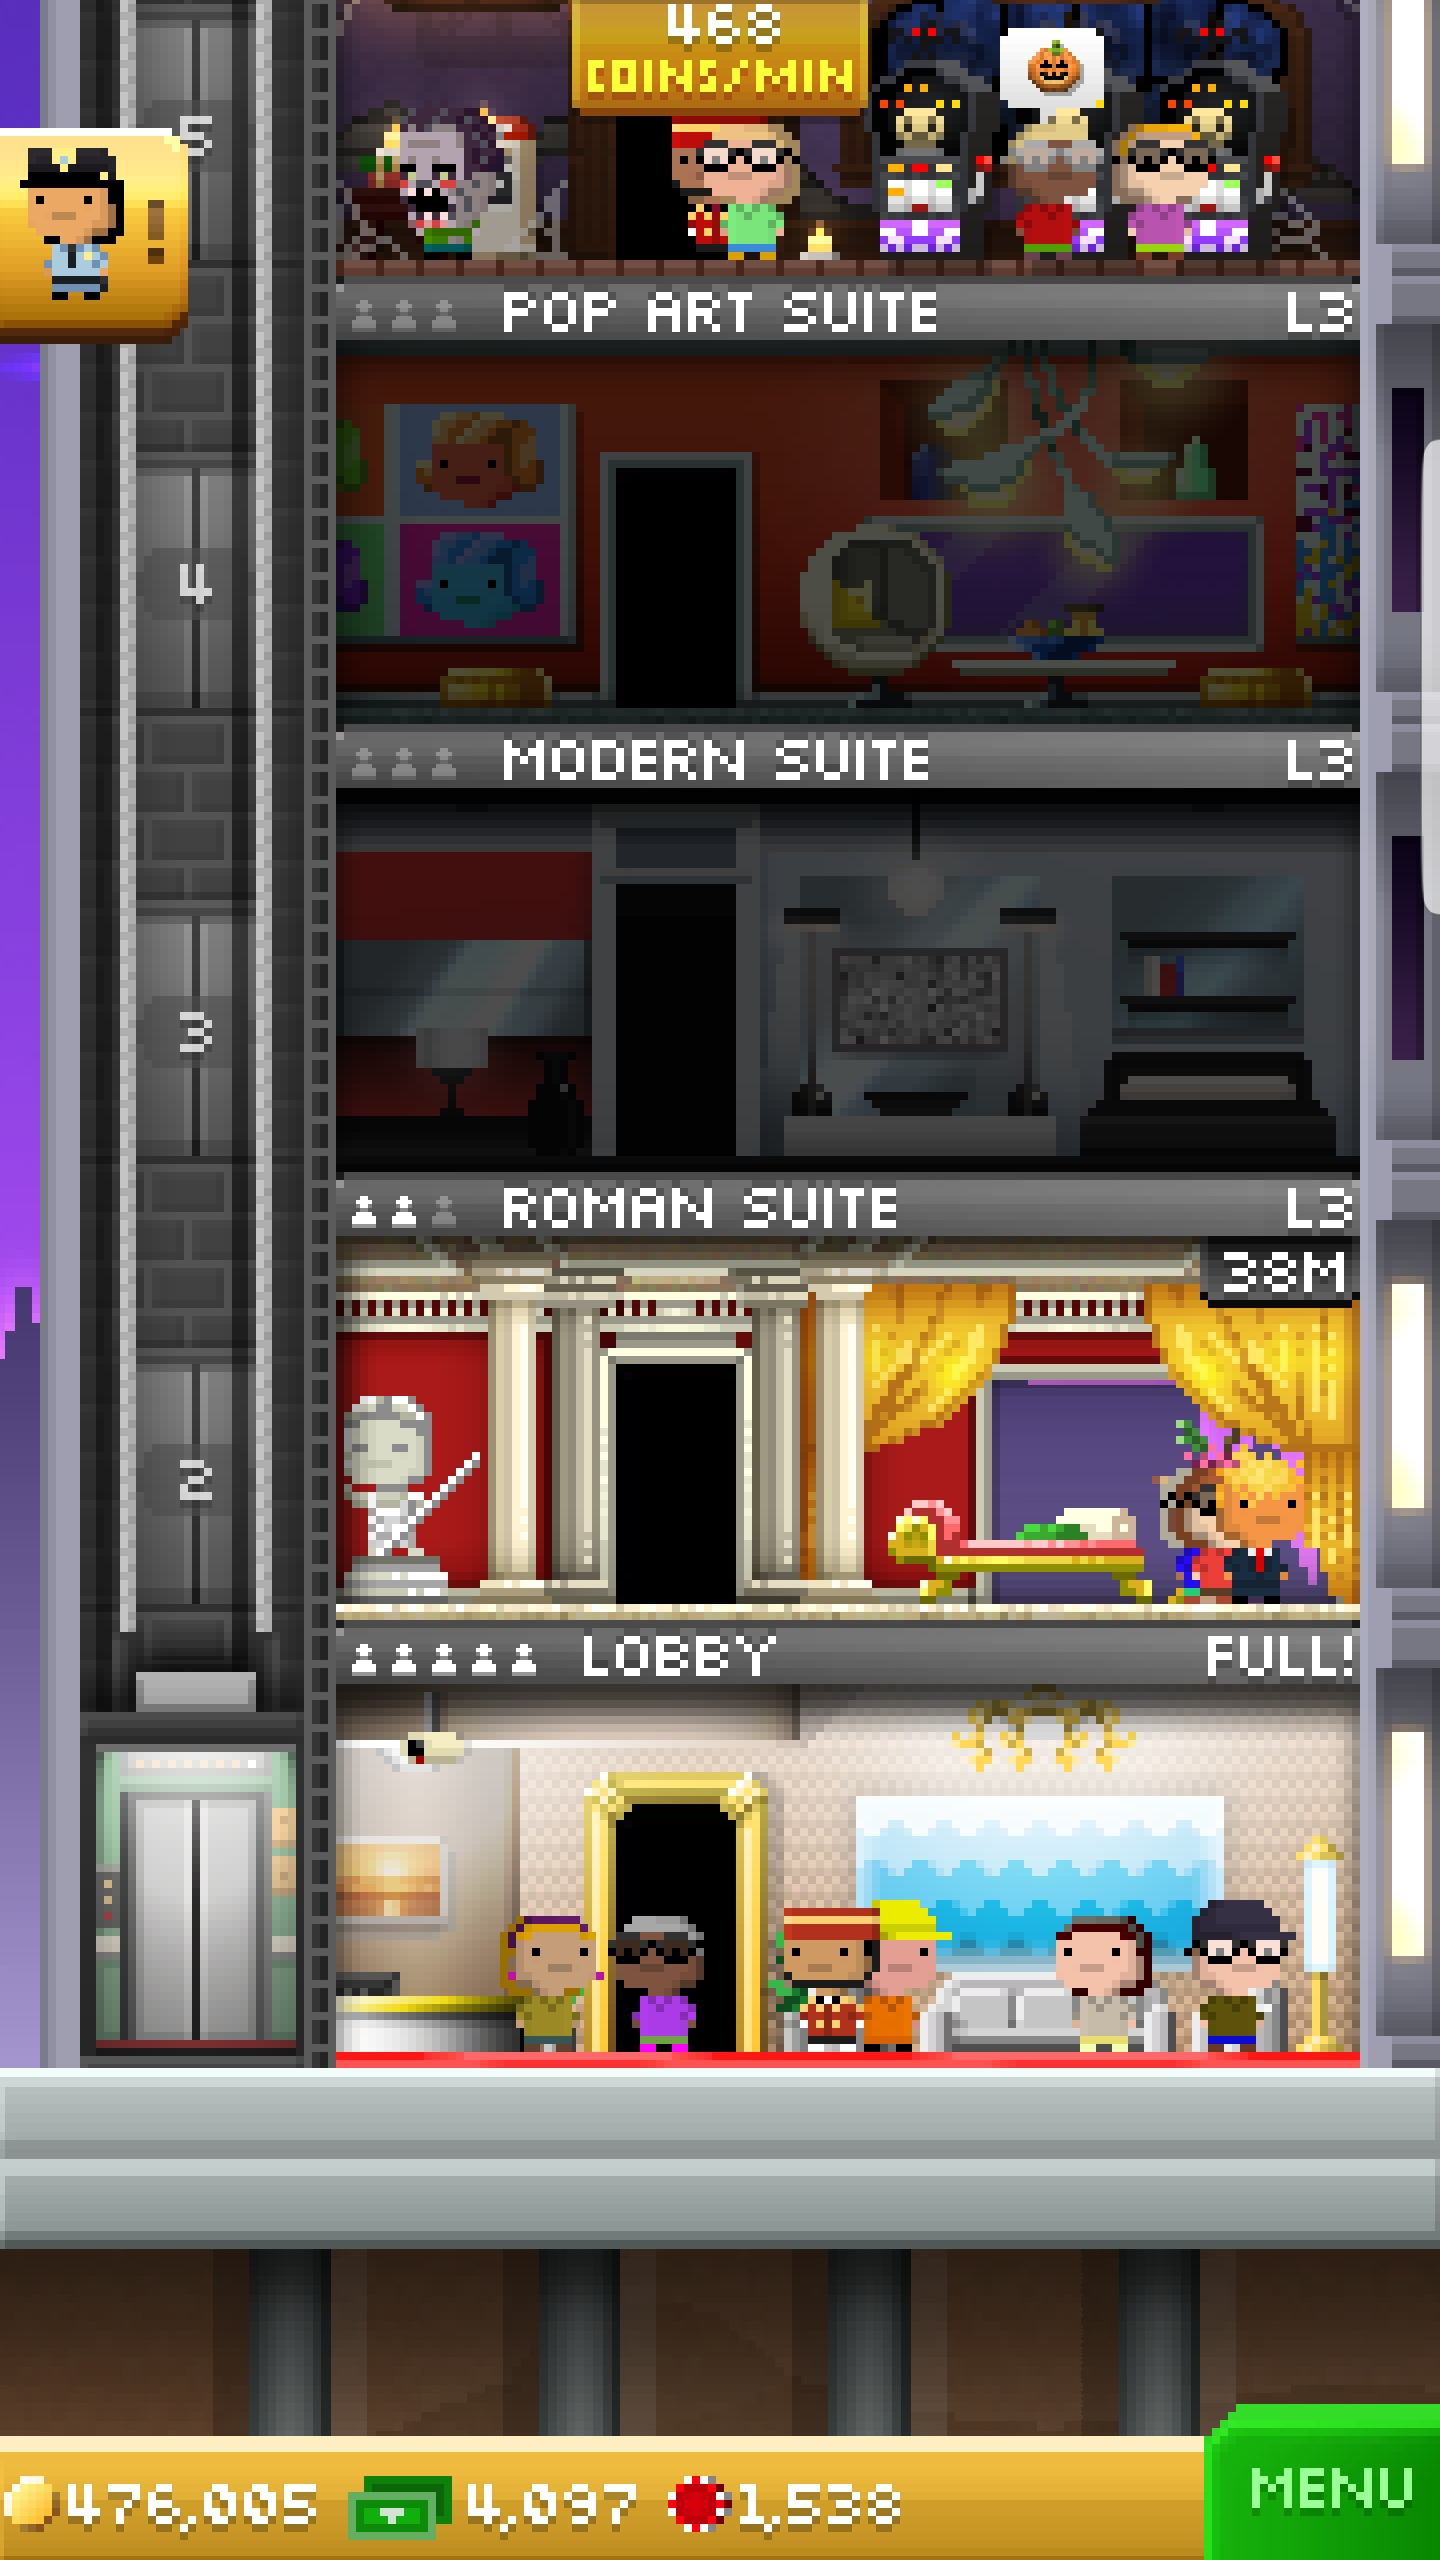 468
COINS/MIN
5
!
POP ART SUITE L3
4
MODERN SUITE L3
3
ROMAN SUITE L3
38M
2
LOBBY FULL!
476,005 4,097 1,538
MENU